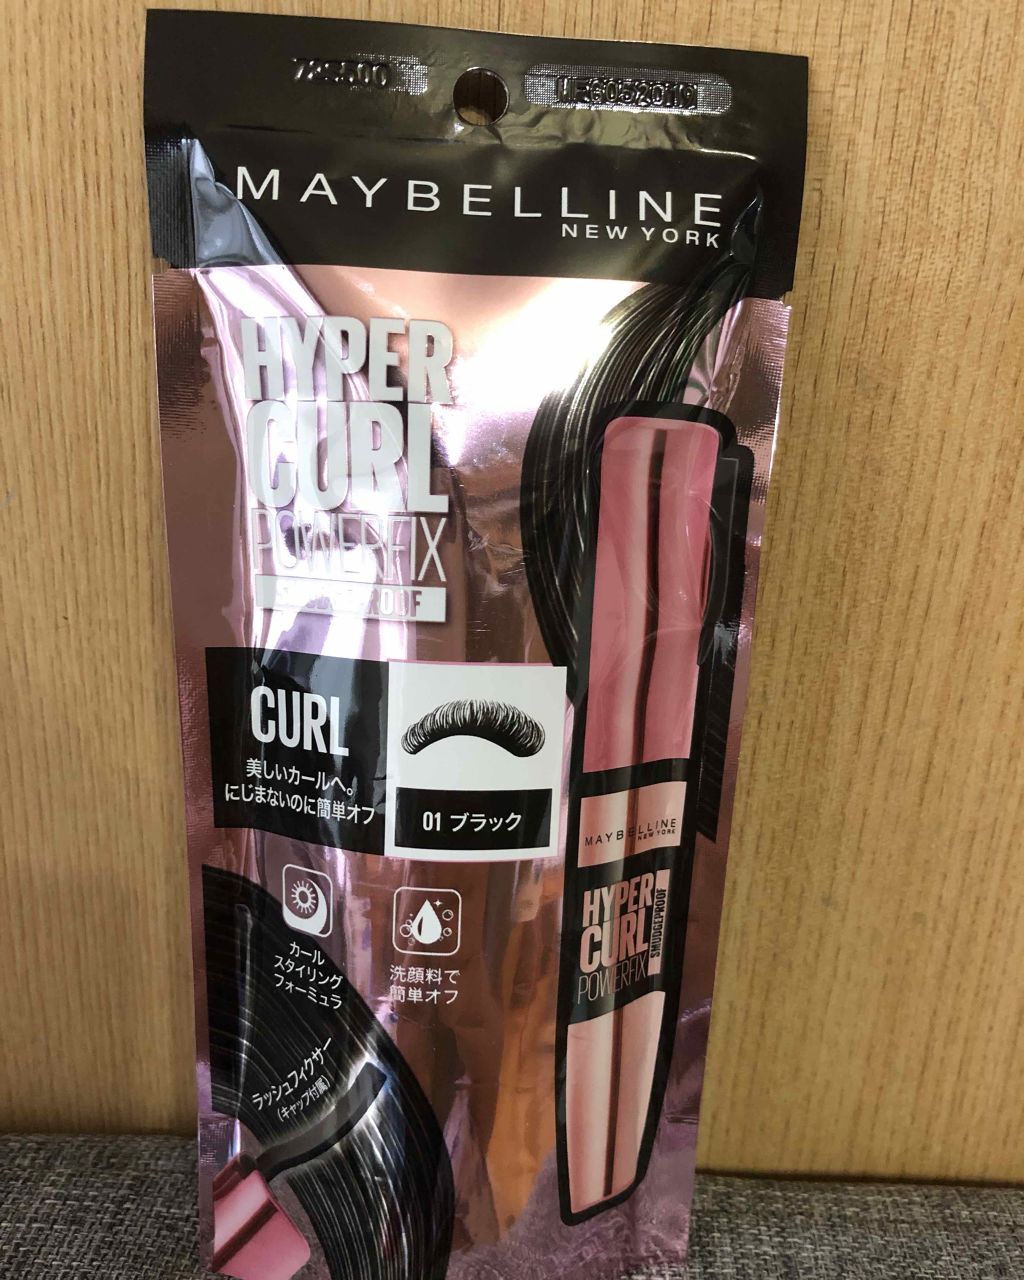 MAYBELLINE
NEW YORK
HYPER
CURL
POWERFIX
SMUDGEPROOF
CURL
美しいカールへ。
にじまないのに簡単オフ
01 ブラック
カール
スタイリング
フォーミュラ
洗顔料で
簡単オフ
ラッシュフィクサー
(キャップ付属)
MAYBELLINE
NEW YORK
HYPER
CURL
POWERFIX
SMUDGEPROOF